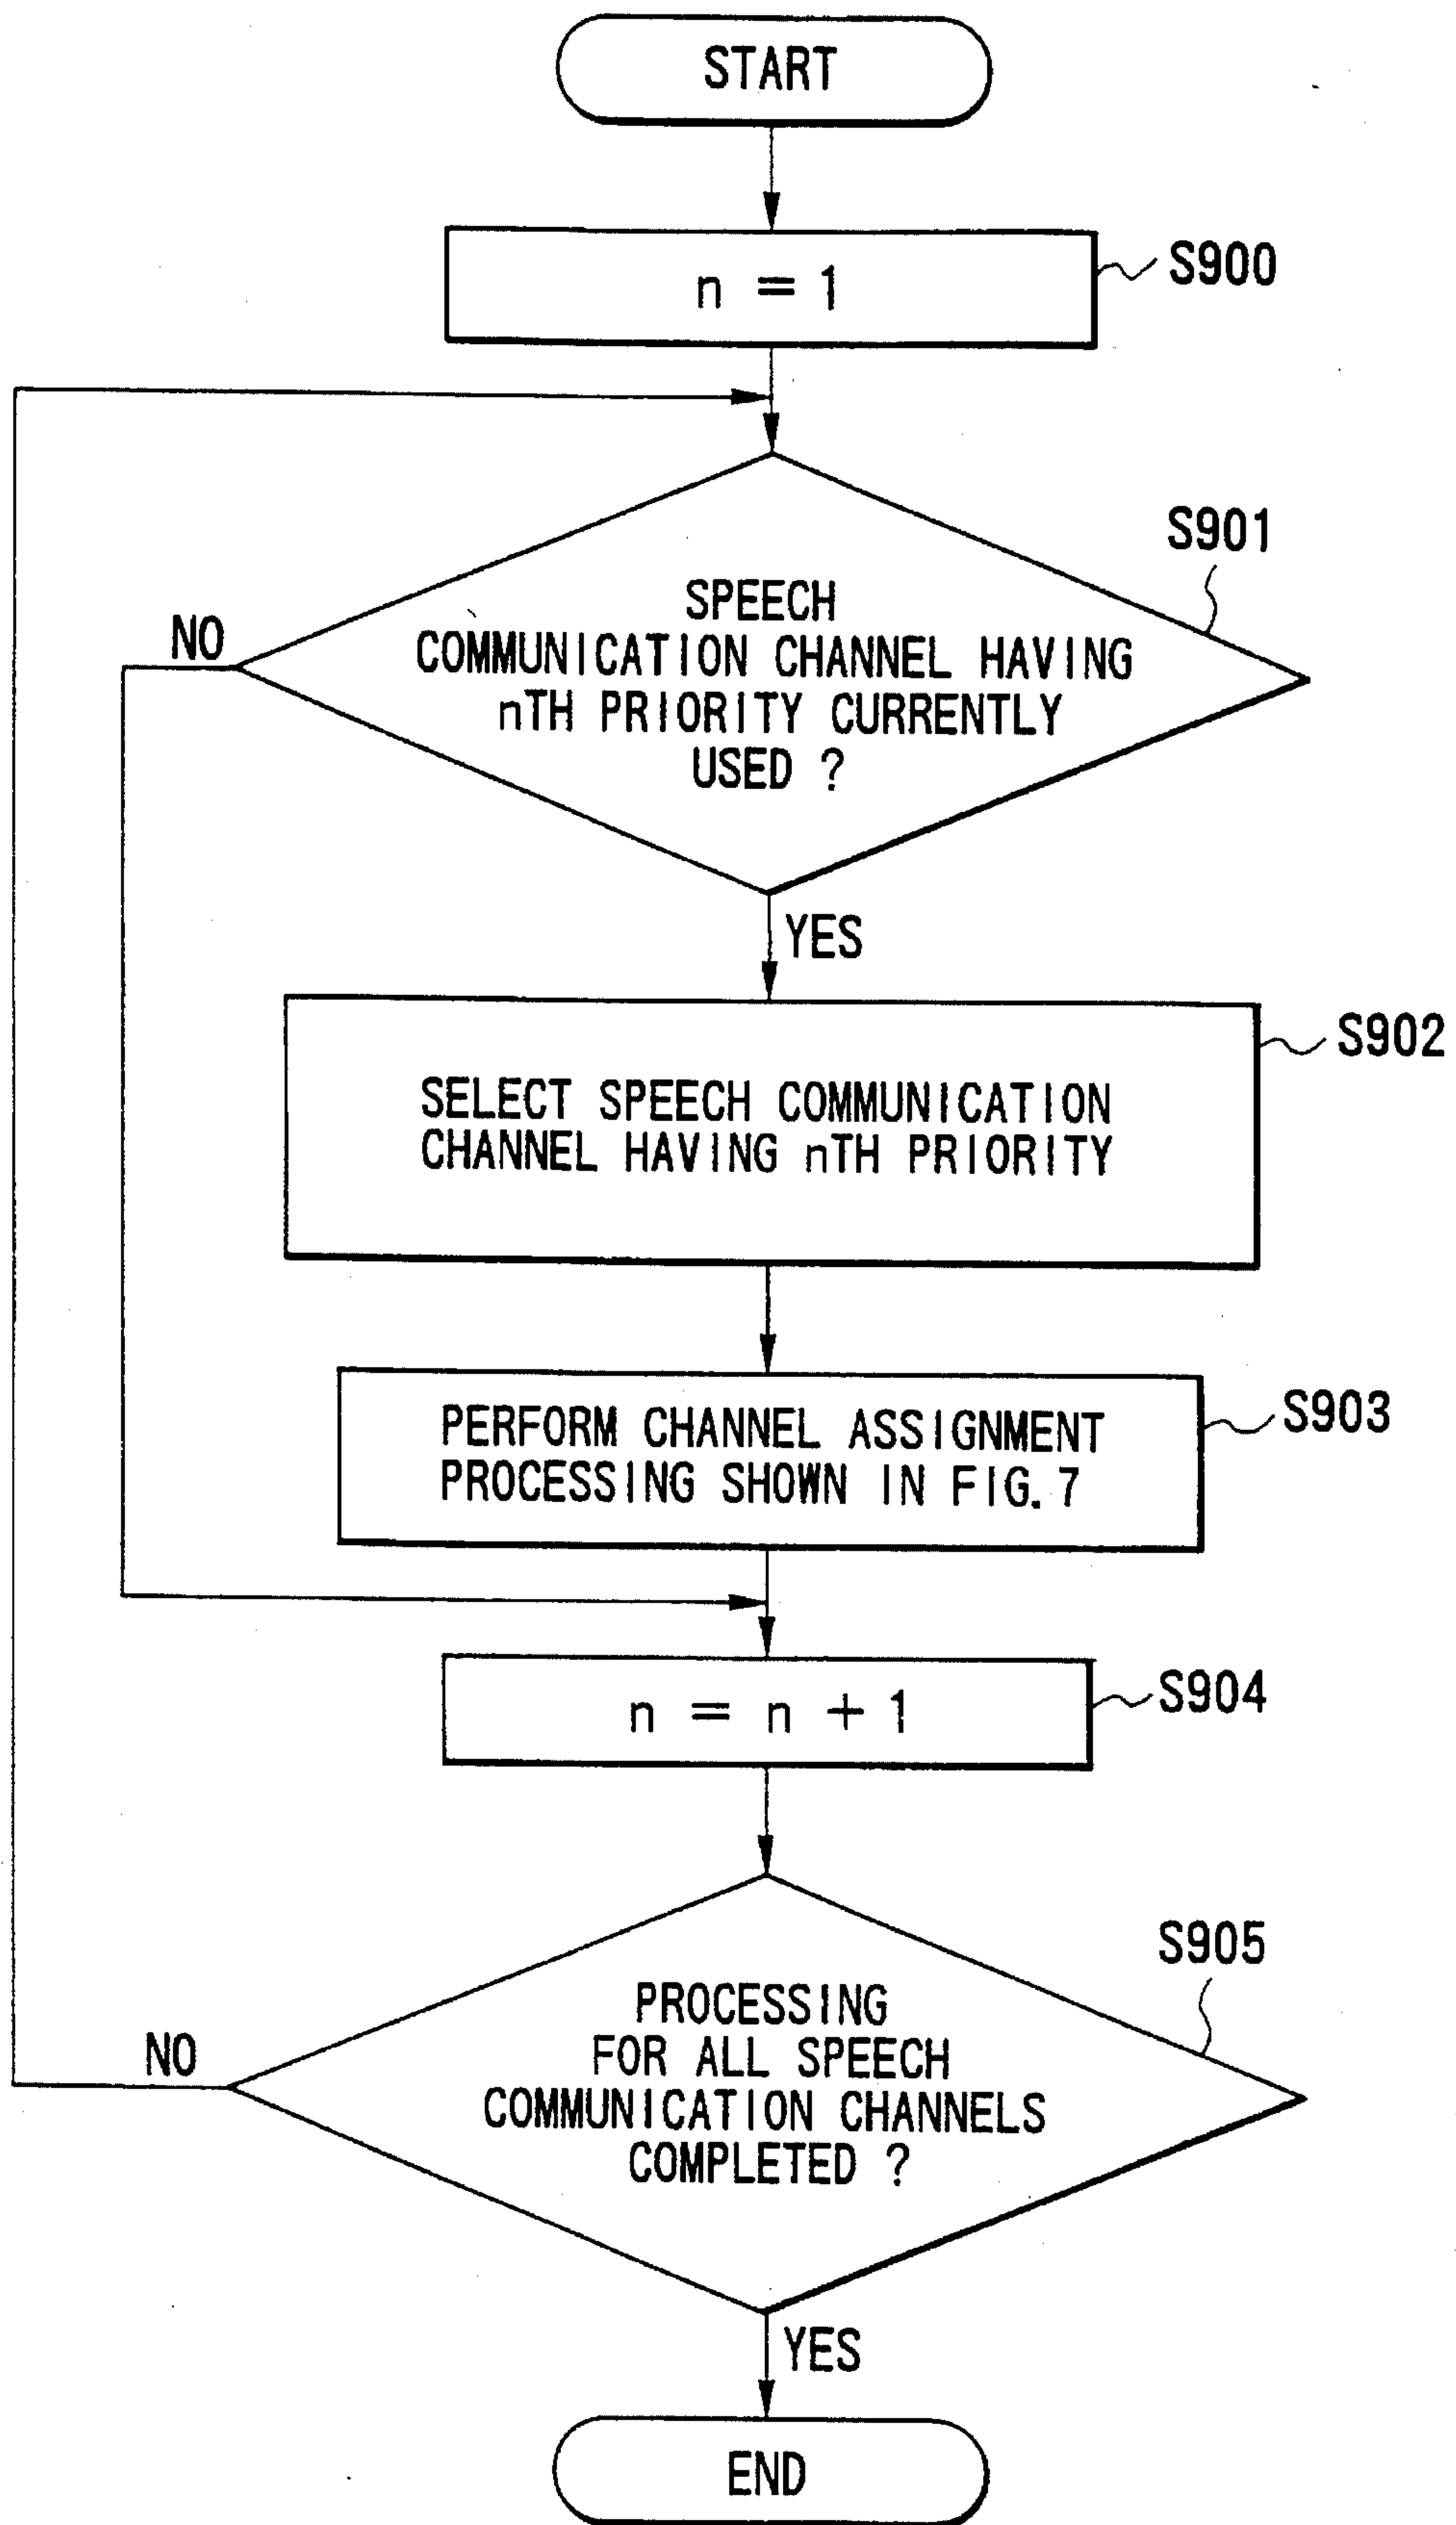 START
n = 1
S900
S901
SPEECH
COMMUNICATION CHANNEL HAVING
nTH PRIORITY CURRENTLY
USED ?
NO
YES
S902
SELECT SPEECH COMMUNICATION
CHANNEL HAVING nTH PRIORITY
S903
PERFORM CHANNEL ASSIGNMENT
PROCESSING SHOWN IN FIG. 7
S904
n = n + 1
S905
PROCESSING
FOR ALL SPEECH
COMMUNICATION CHANNELS
COMPLETED ?
NO
YES
END